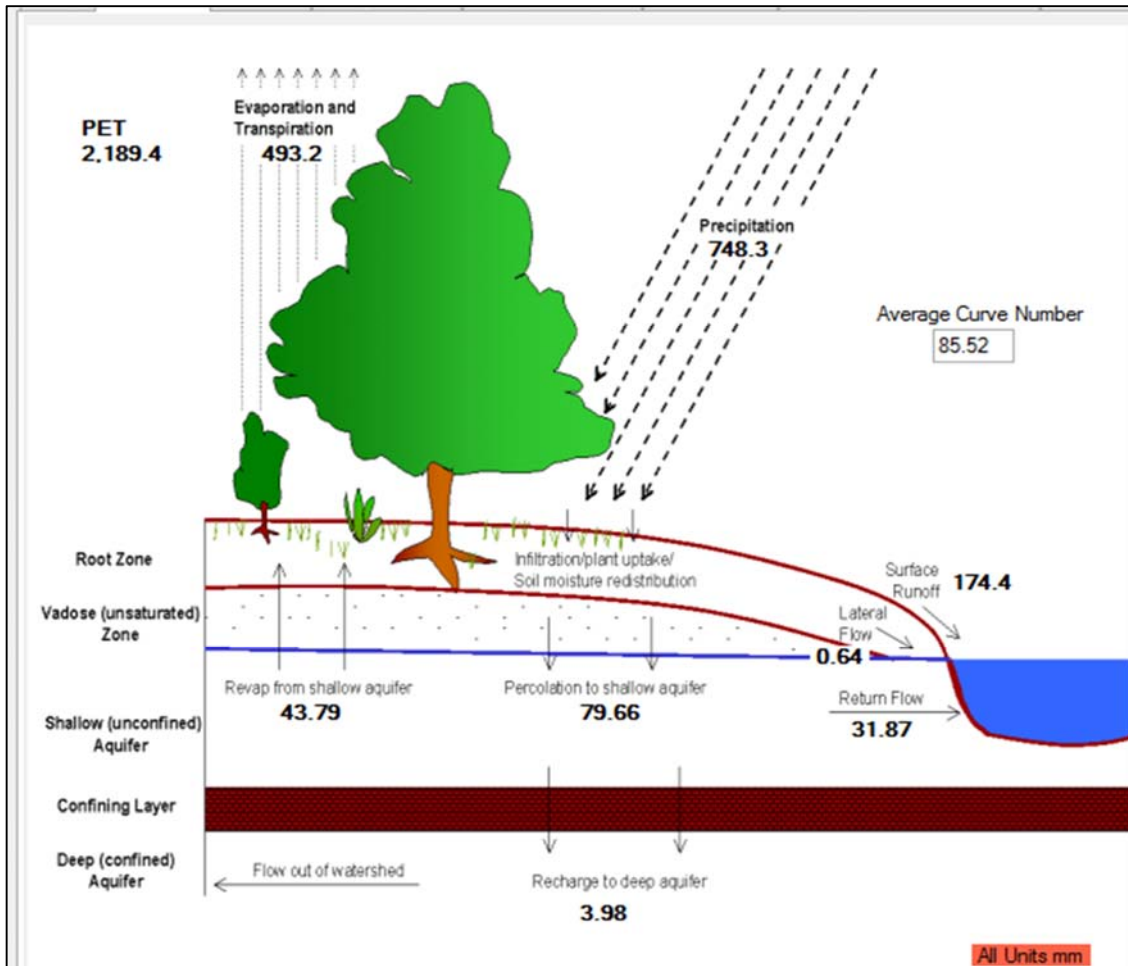 PET
2,189.4
Evaporation and
Transpiration
493.2
Precipitation
748.3
Average Curve Number
85.52
Root Zone
Infiltration/plant uptake/
Soil moisture redistribution
Surface
Runoff
174.4
Vadose (unsaturated)
Zone
Lateral
Flow
0.64
Revap from shallow aquifer
43.79
Percolation to shallow aquifer
79.66
Return Flow
31.87
Shallow (unconfined)
Aquifer
Confining Layer
Deep (confined)
Aquifer
Flow out of watershed
Recharge to deep aquifer
3.98
All Units mm